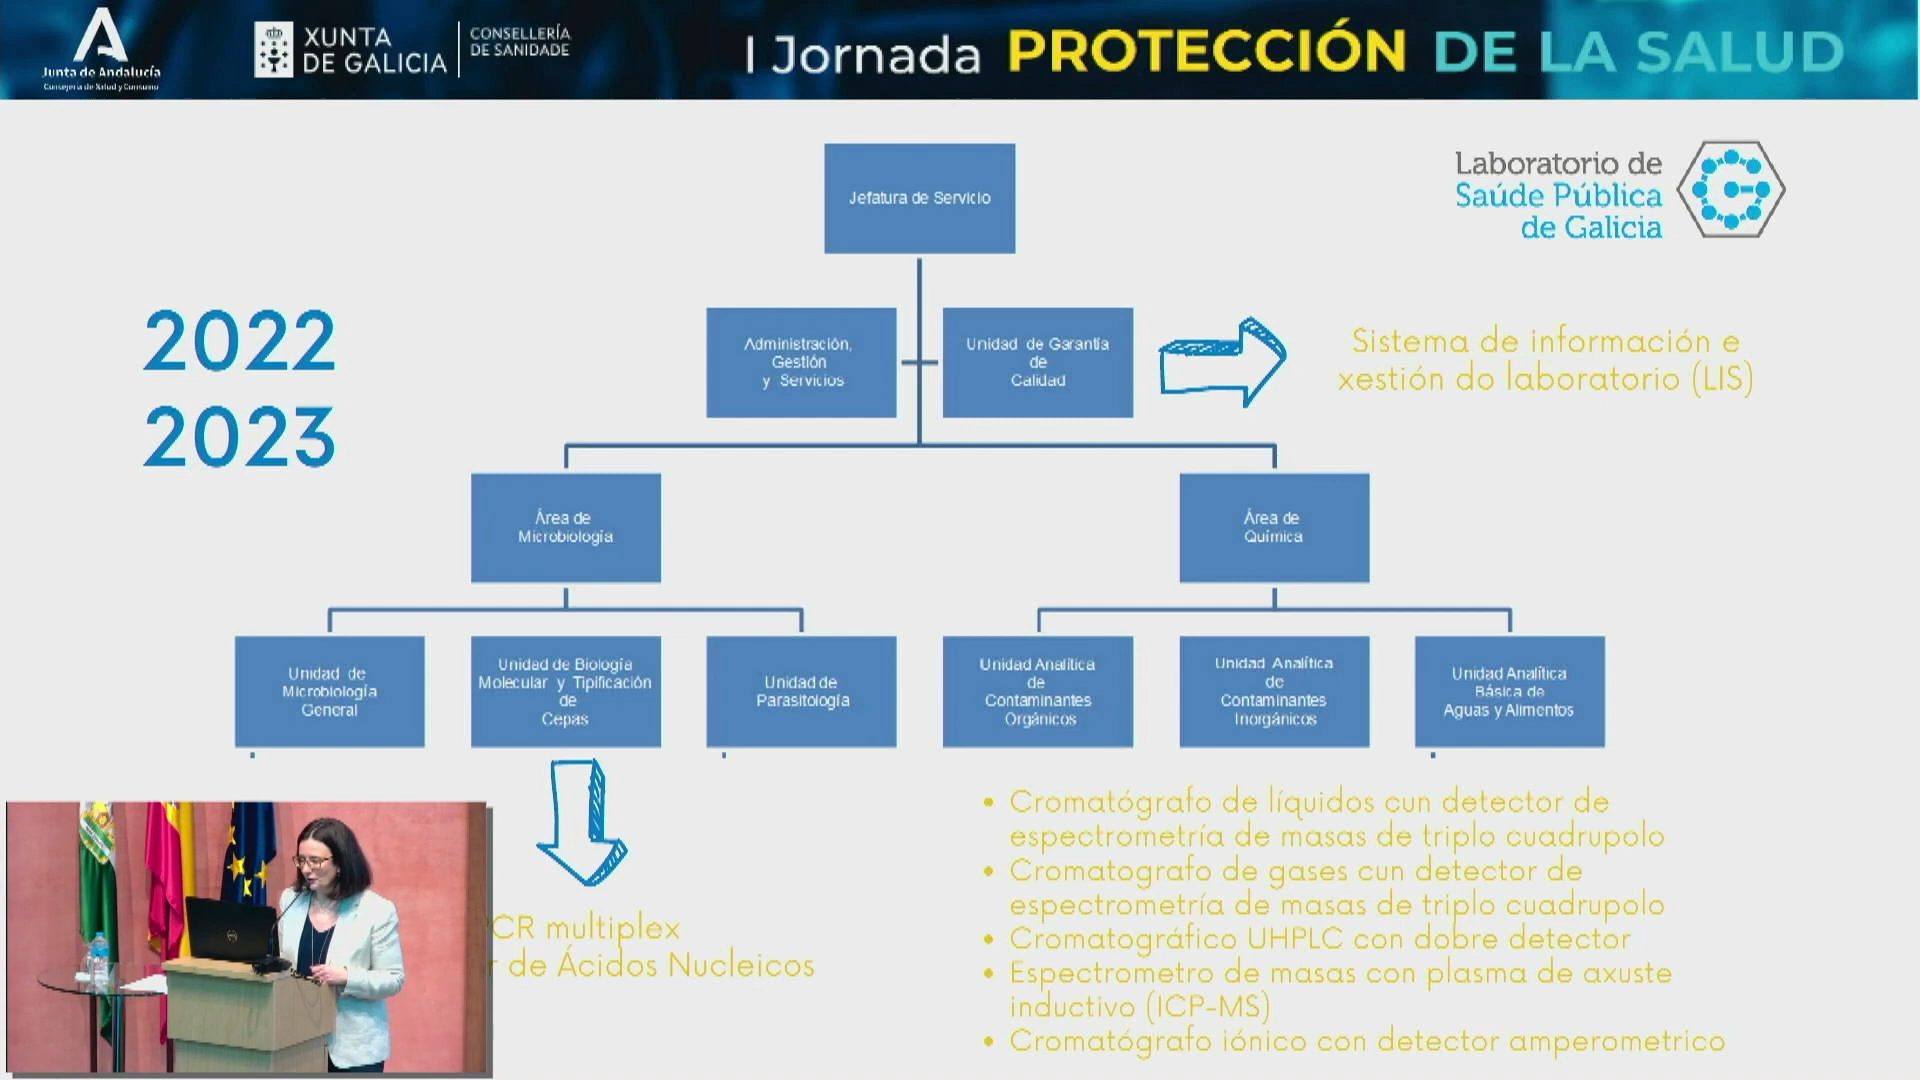 Junta de Andalucía
Consejería de Salud y Consumo
XUNTA
DE GALICIA
CONSELLERÍA
DE SANIDADE
I Jornada PROTECCIÓN DE LA SALUD
Laboratorio de
Saúde Pública
de Galicia
Jefatura de Servicio
2022
2023
Administración,
Gestión
y Servicios
Unidad de Garantía
de
Calidad
Sistema de información e
xestión do laboratorio (LIS)
Área de
Microbiología
Área de
Química
Unidad de
Microbiología
General
Unidad de Biología
Molecular y Tipificación
de
Cepas
Unidad de
Parasitología
Unidad Analítica
de
Contaminantes
Orgánicos
Unidad Analítica
de
Contaminantes
Inorgánicos
Unidad Analítica
Básica de
Aguas y Alimentos
CR multiplex
r de Ácidos Nucleicos
• Cromatógrafo de líquidos cun detector de
espectrometría de masas de triplo cuadrupolo
• Cromatografo de gases cun detector de
espectrometría de masas de triplo cuadrupolo
• Cromatográfico UHPLC con dobre detector
• Espectrometro de masas con plasma de axuste
inductivo (ICP-MS)
• Cromatógrafo iónico con detector amperometrico